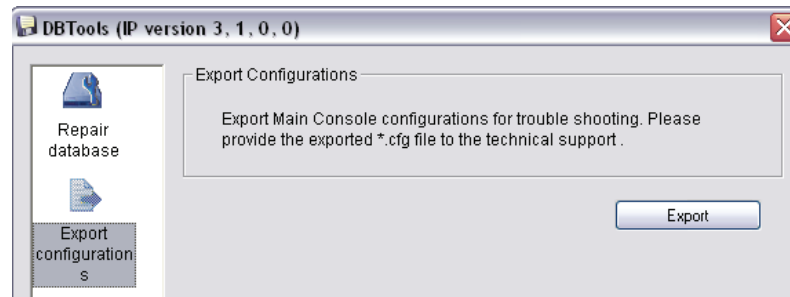 DBTools (IP version 3, 1, 0, 0)
Repair
database
Export
configuration
s
Export Configurations
Export Main Console configurations for trouble shooting. Please
provide the exported *.cfg file to the technical support .
Export